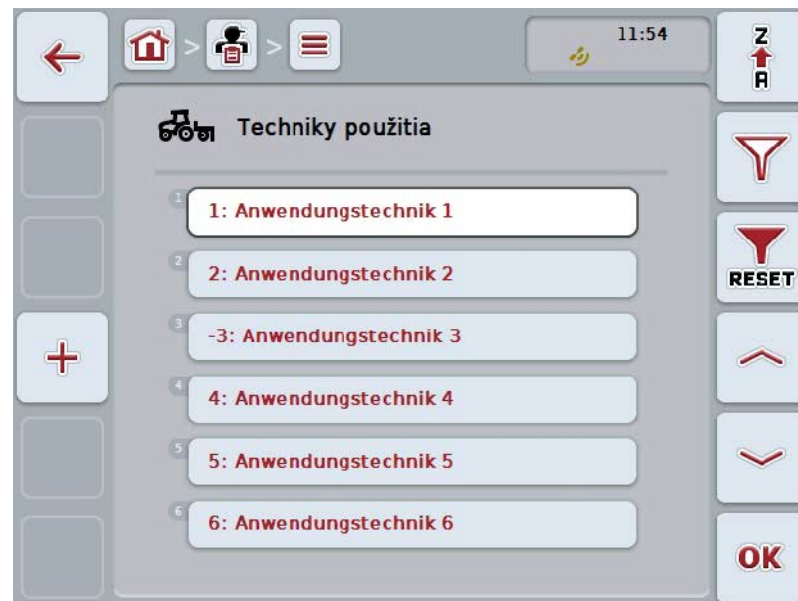 11:54
Z
A
Techniky použitia
1
1: Anwendungstechnik 1
2
2: Anwendungstechnik 2
RESET
3
-3: Anwendungstechnik 3
4
4: Anwendungstechnik 4
5
5: Anwendungstechnik 5
6
6: Anwendungstechnik 6
OK